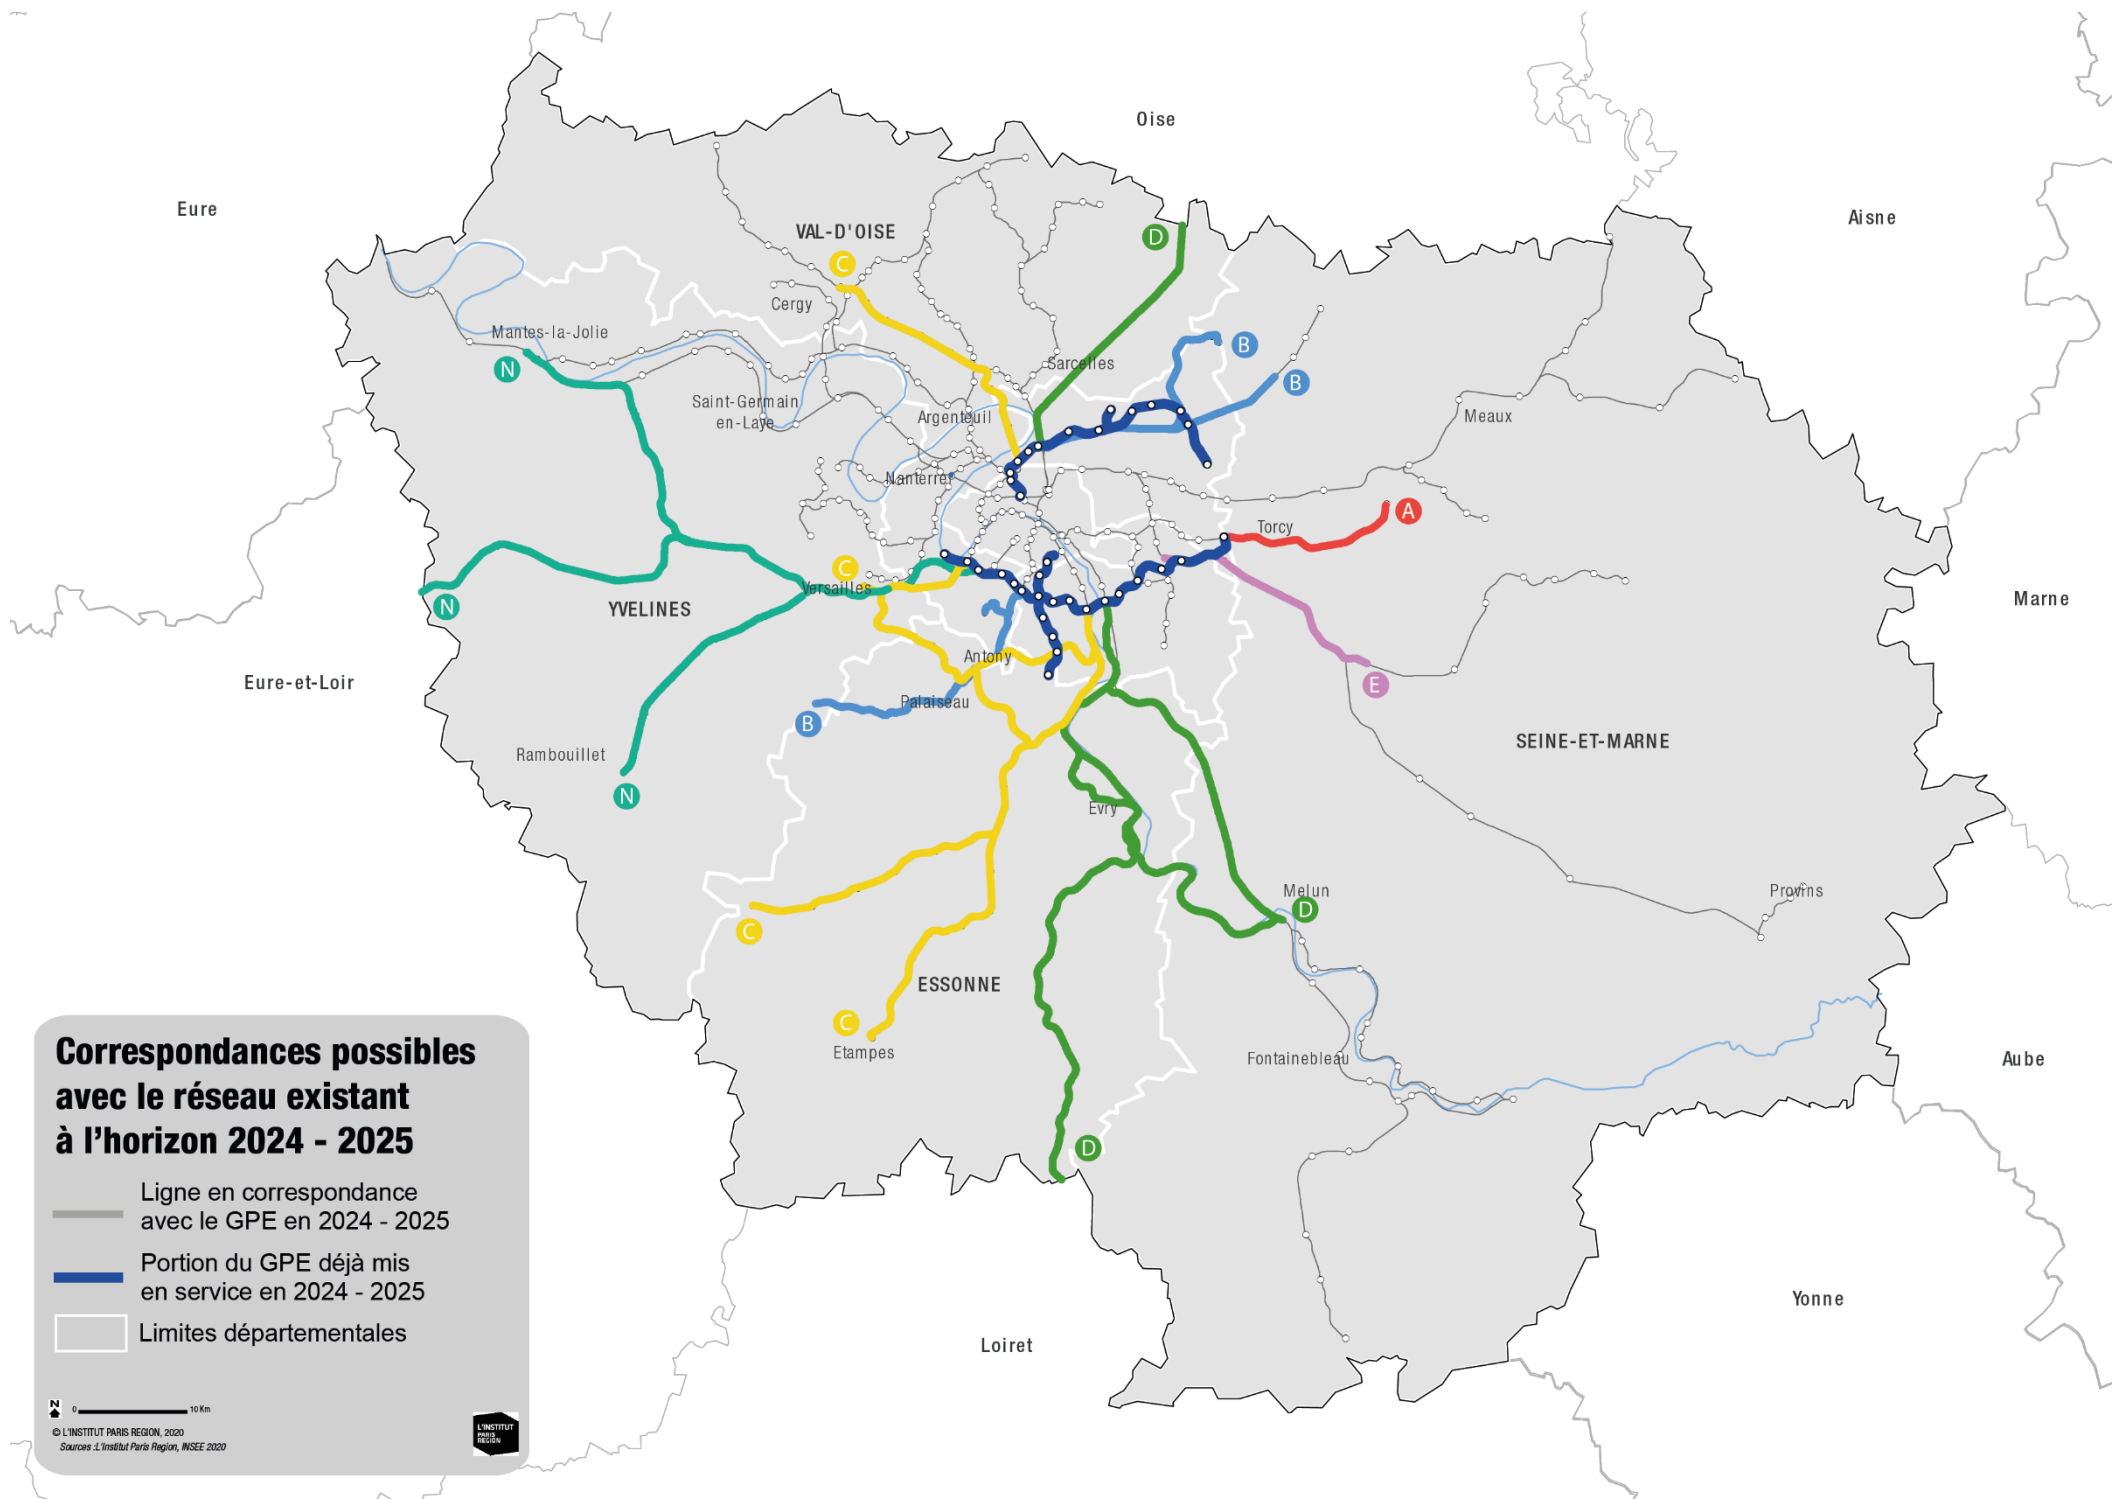 Oise
Eure
Aisne
VAL-D'OISE
D
C
Cergy
Mantes-la-Jolie
N
B
Sarcelles
B
Saint-Germain
en-Laye
Argenteuil
Meaux
Nanterre
A
Torcy
C
Versailles
N
YVELINES
Marne
Antony
Eure-et-Loir
E
Palaiseau
B
SEINE-ET-MARNE
Rambouillet
N
Evry
Melun
D
Provins
C
ESSONNE
C
Etampes
Fontainebleau
Aube
D
Yonne
Loiret
Correspondances possibles
avec le réseau existant
à l'horizon 2024 - 2025
Ligne en correspondance
avec le GPE en 2024 - 2025
Portion du GPE déjà mis
en service en 2024 - 2025
Limites départementales
N
0 10 Km
© L'INSTITUT PARIS REGION, 2020
Sources :L'Institut Paris Region, INSEE 2020
L'INSTITUT
PARIS
REGION